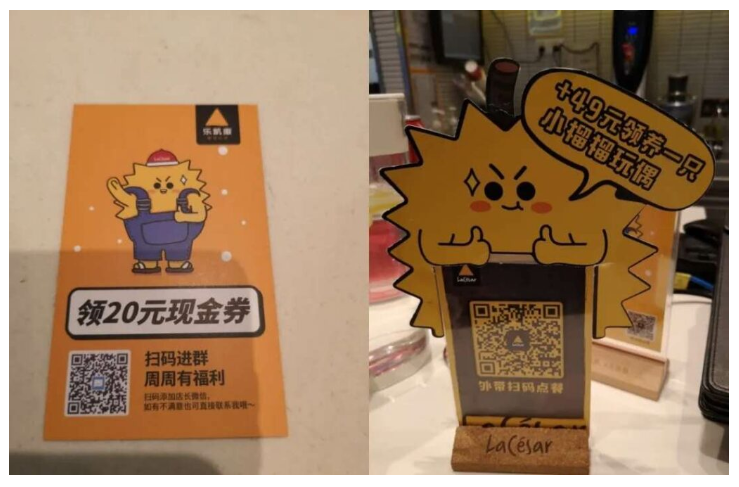 乐凯撒
领20元现金券
扫码进群
周周有福利
扫码添加店长微信,
如有不满意也可直接联系我哦~
+49元领养一只
小榴榴玩偶
LaCésar
外带扫码点餐
LaCésar